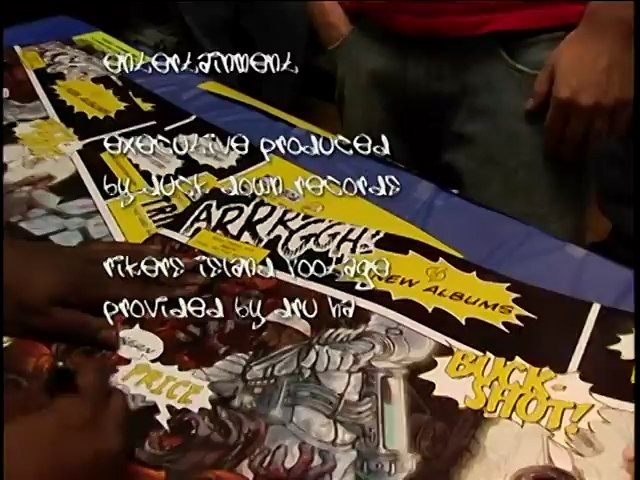 entertainment
executive produced
by duck down records
ARRRGGH!
rikers island footage
NEW ALBUMS
provided by dru ha
SEAN
PRICE
BUCK-
SHOT!